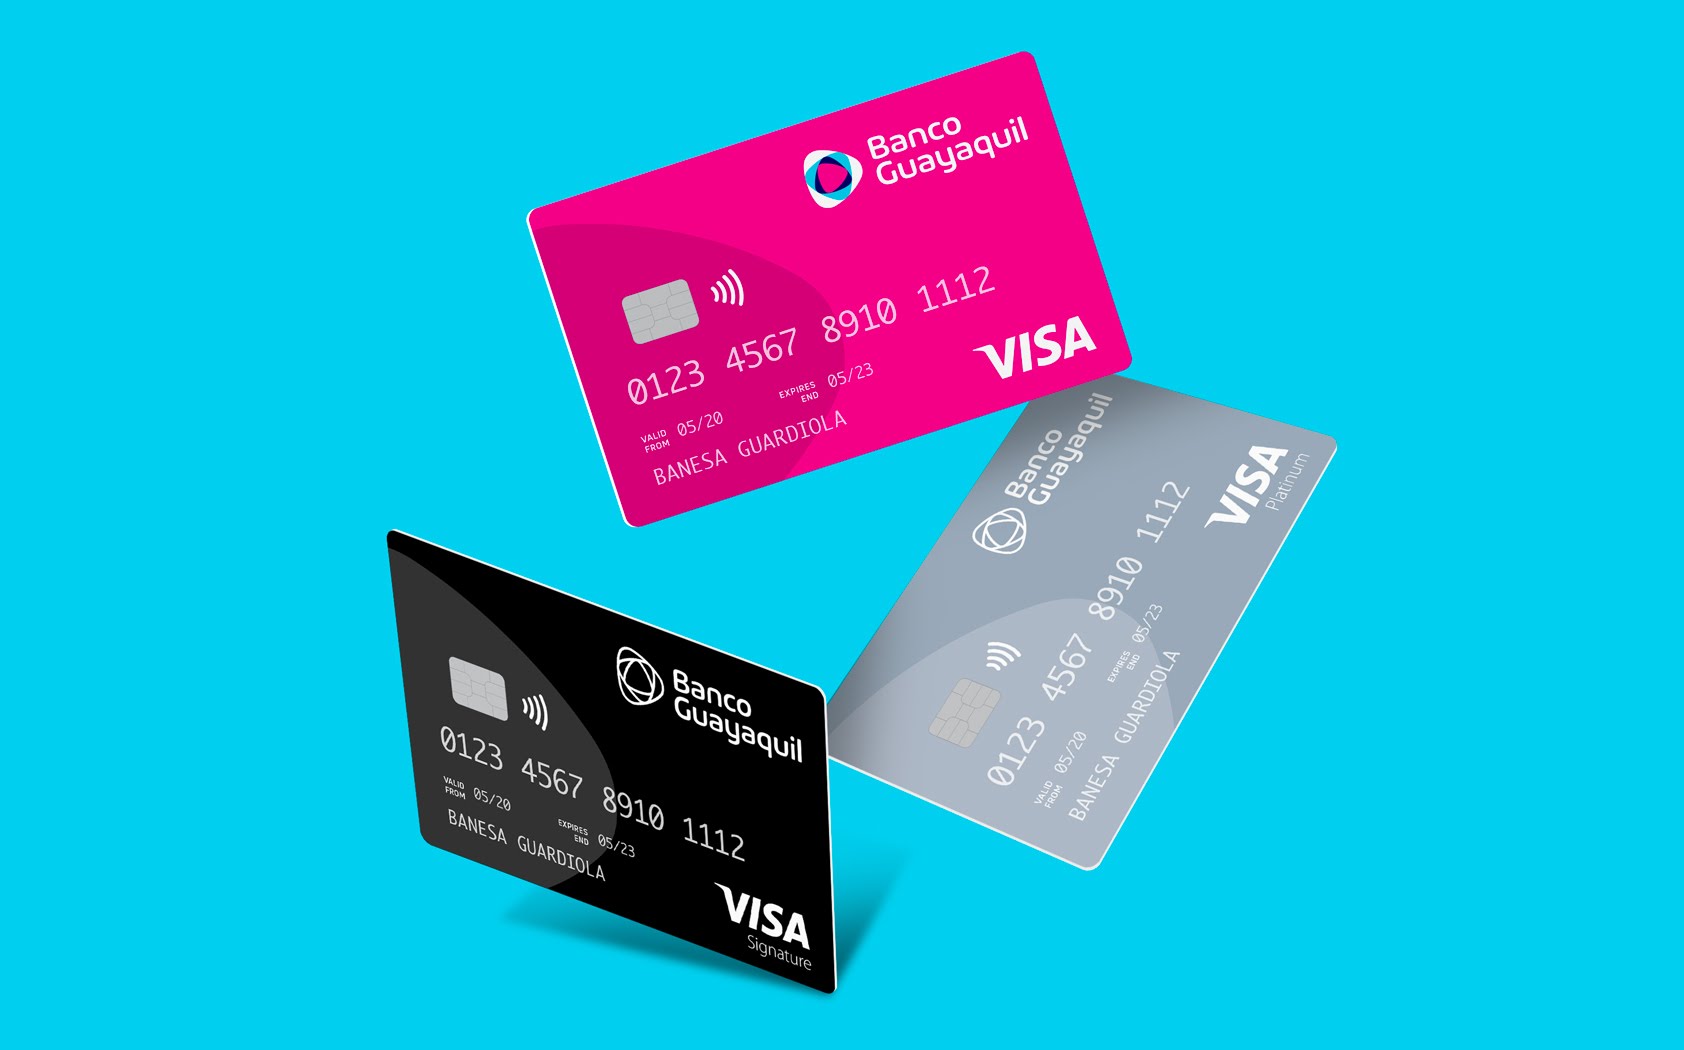 Banco
Guayaquil
0123 4567 8910 1112
VALID
FROM
05/20
EXPIRES
END
05/23
BANESA GUARDIOLA
VISA
Banco
Guayaquil
0123 4567 8910 1112
VALID
FROM
05/20
EXPIRES
END
05/23
BANESA GUARDIOLA
VISA
Platinum
Banco
Guayaquil
0123 4567 8910 1112
VALID
FROM
05/20
EXPIRES
END
05/23
BANESA GUARDIOLA
VISA
Signature